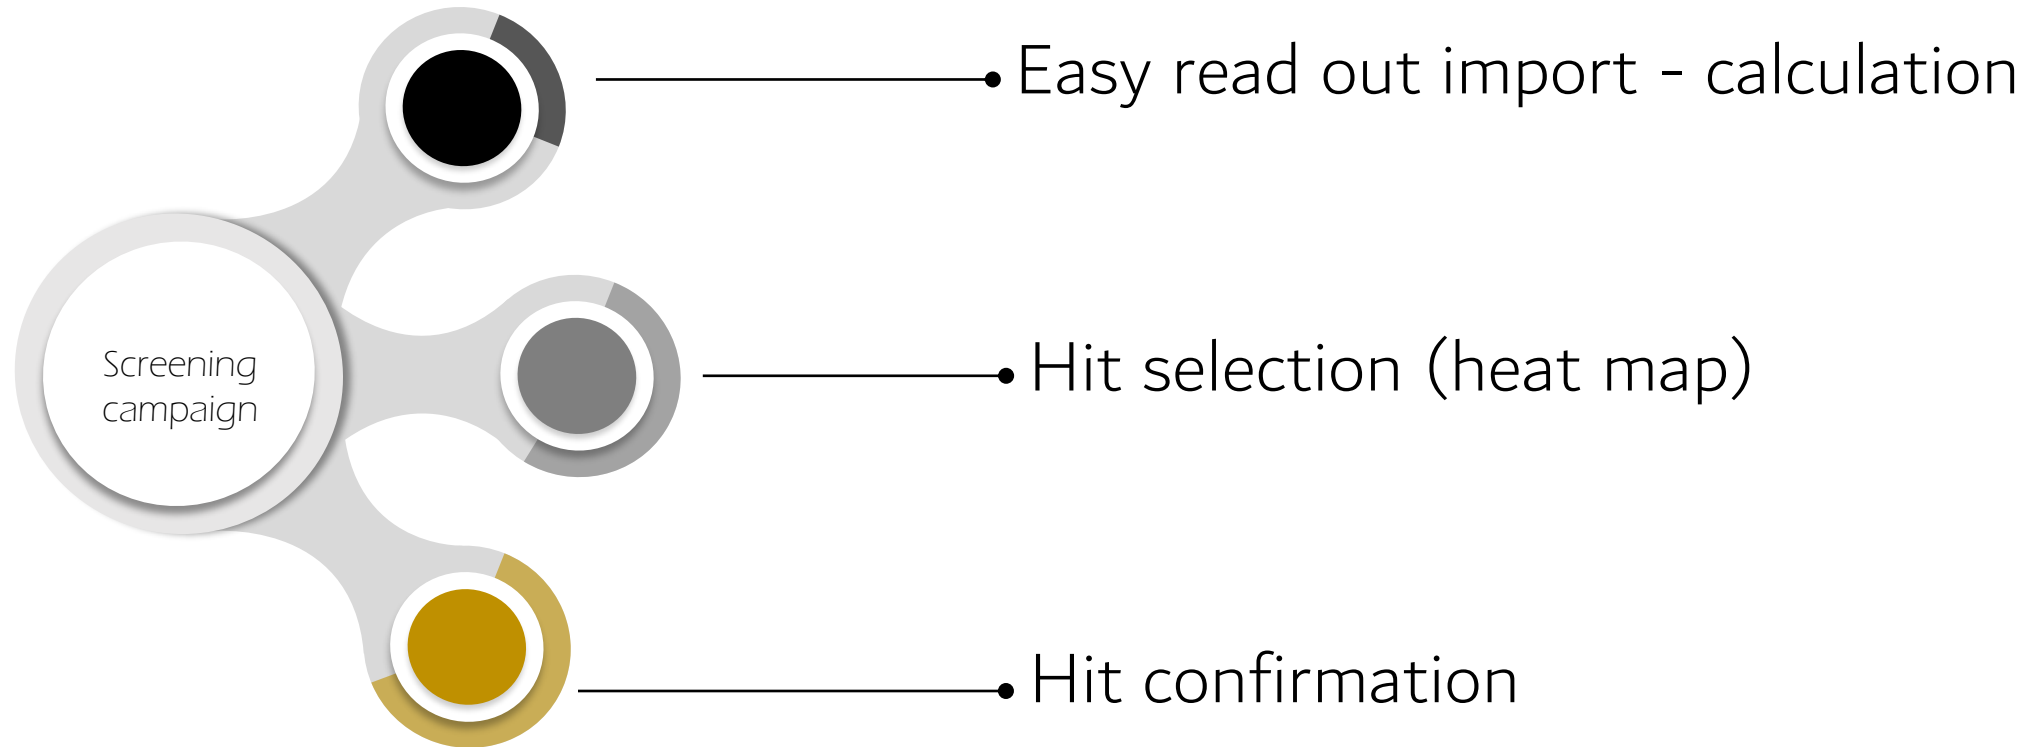 Easy read out import - calculation
Screening
campaign
Hit selection (heat map)
Hit confirmation